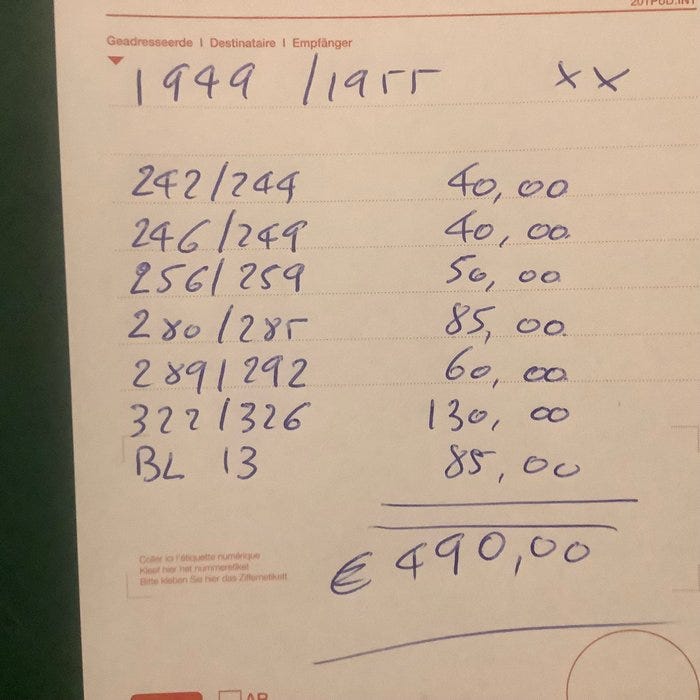 Geadresseerde I Destinataire I Empfänger
1949 /1955 xx
242/244 40,00
246/249 40,00
256/259 50,00
280/285 85,00
289/292 60,00
322/326 130,00
BL 13 85,00
€ 490,00
Coller ici l'étiquette numérique
Kleef hier het nummeretiket
Bitte kleben Sie hier das Ziffernetikett
AR